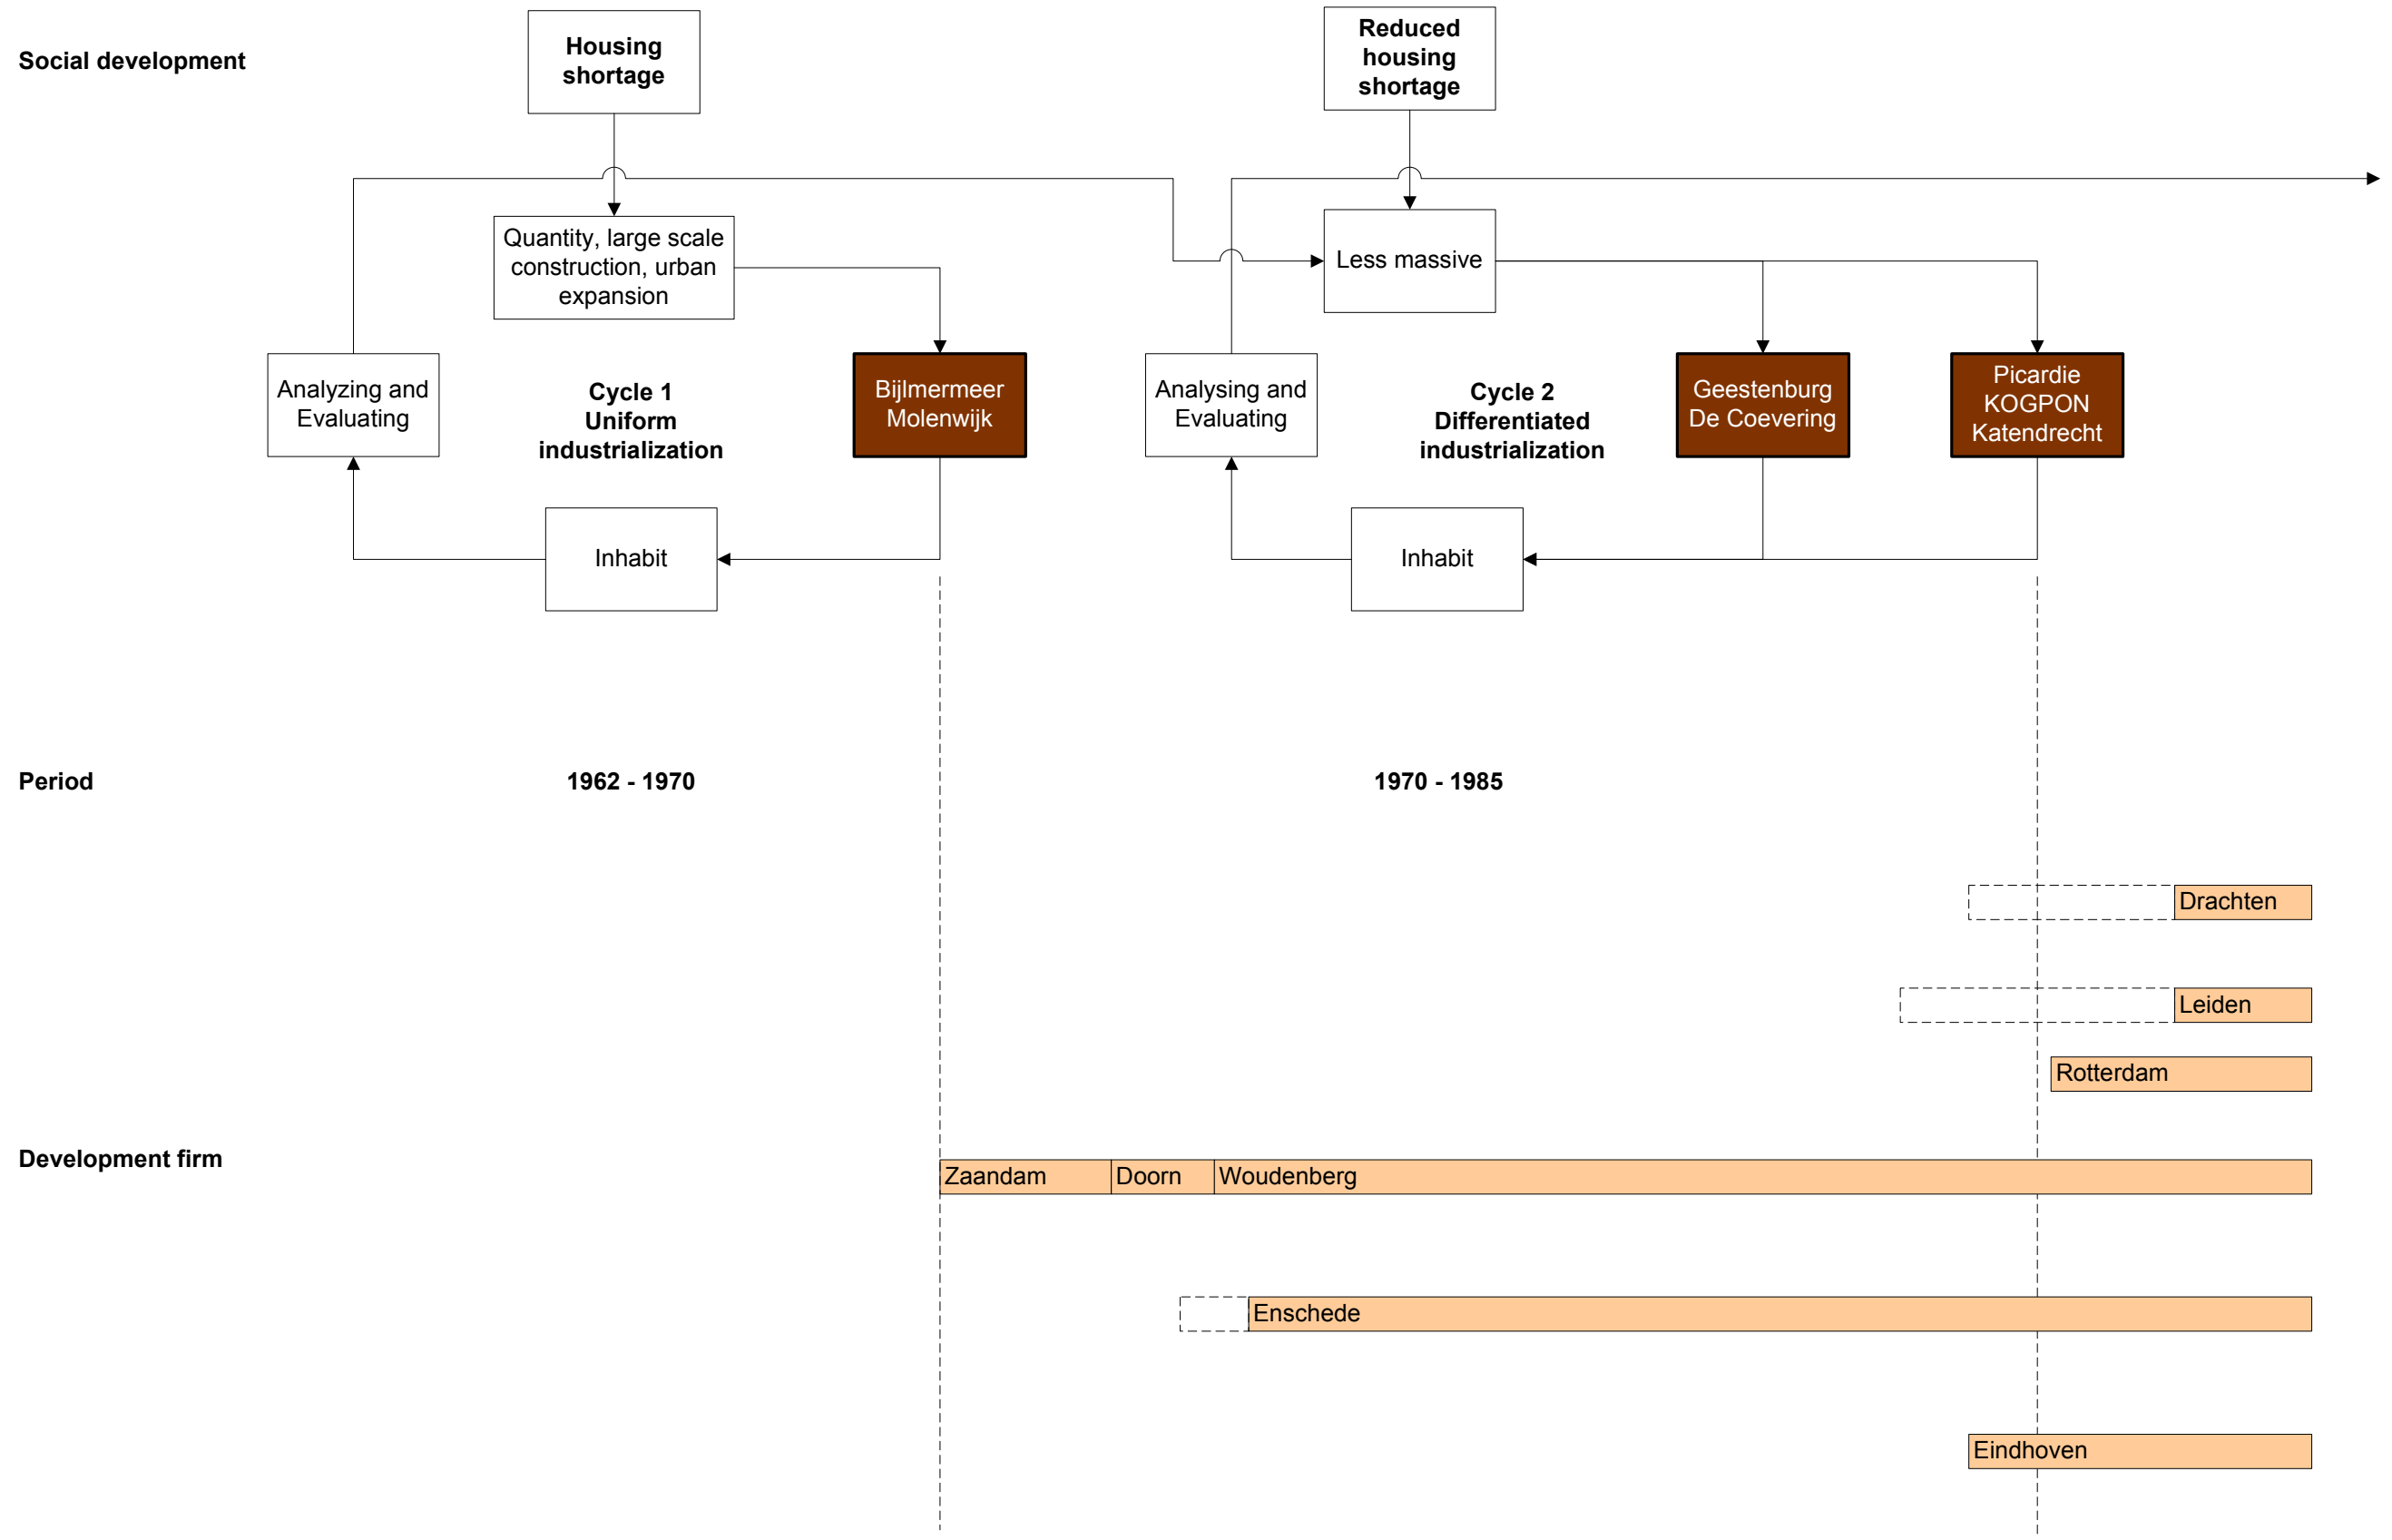 Social development
Housing
shortage
Reduced
housing
shortage
Quantity, large scale
construction, urban
expansion
Less massive
Analyzing and
Evaluating
Cycle 1
Uniform
industrialization
Bijlmermeer
Molenwijk
Analysing and
Evaluating
Cycle 2
Differentiated
industrialization
Geestenburg
De Coevering
Picardie
KOGPON
Katendrecht
Inhabit
Inhabit
Period
1962 - 1970
1970 - 1985
Drachten
Leiden
Rotterdam
Development firm
Zaandam
Doorn
Woudenberg
Enschede
Eindhoven